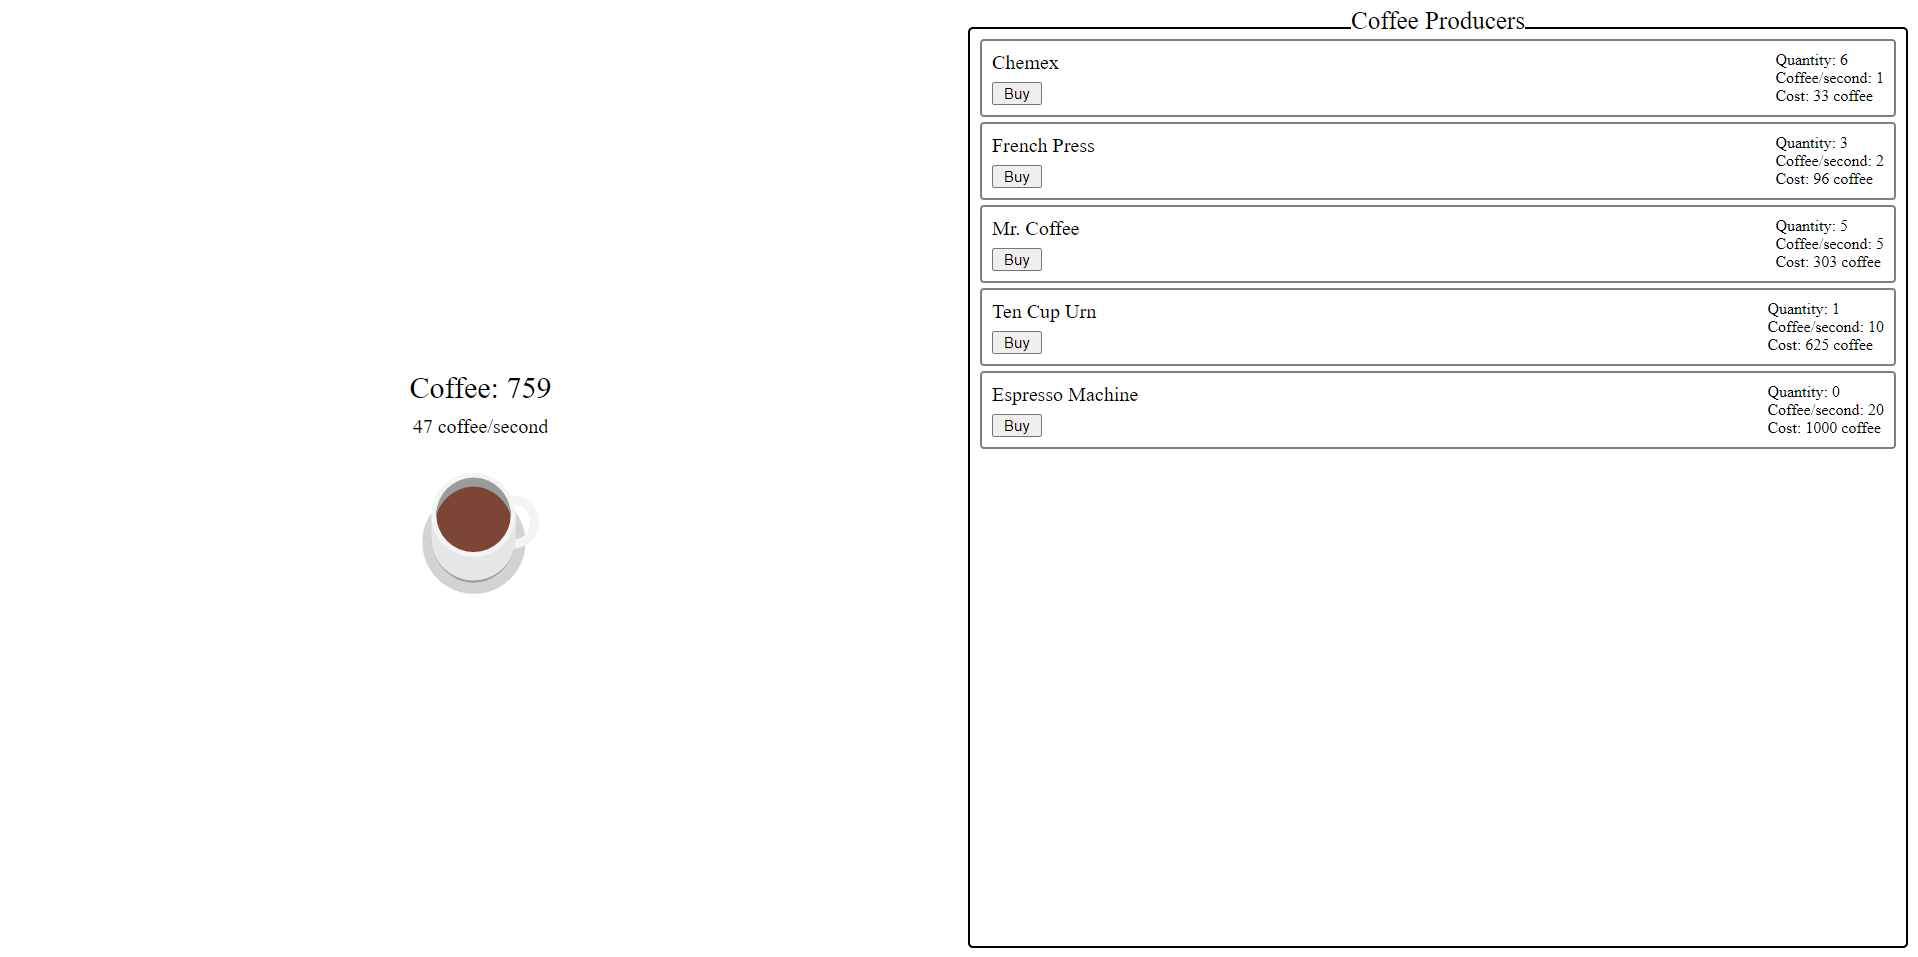 Coffee: 759
47 coffee/second
Coffee Producers
Chemex
Buy
Quantity: 6
Coffee/second: 1
Cost: 33 coffee
French Press
Buy
Quantity: 3
Coffee/second: 2
Cost: 96 coffee
Mr. Coffee
Buy
Quantity: 5
Coffee/second: 5
Cost: 303 coffee
Ten Cup Urn
Buy
Quantity: 1
Coffee/second: 10
Cost: 625 coffee
Espresso Machine
Buy
Quantity: 0
Coffee/second: 20
Cost: 1000 coffee